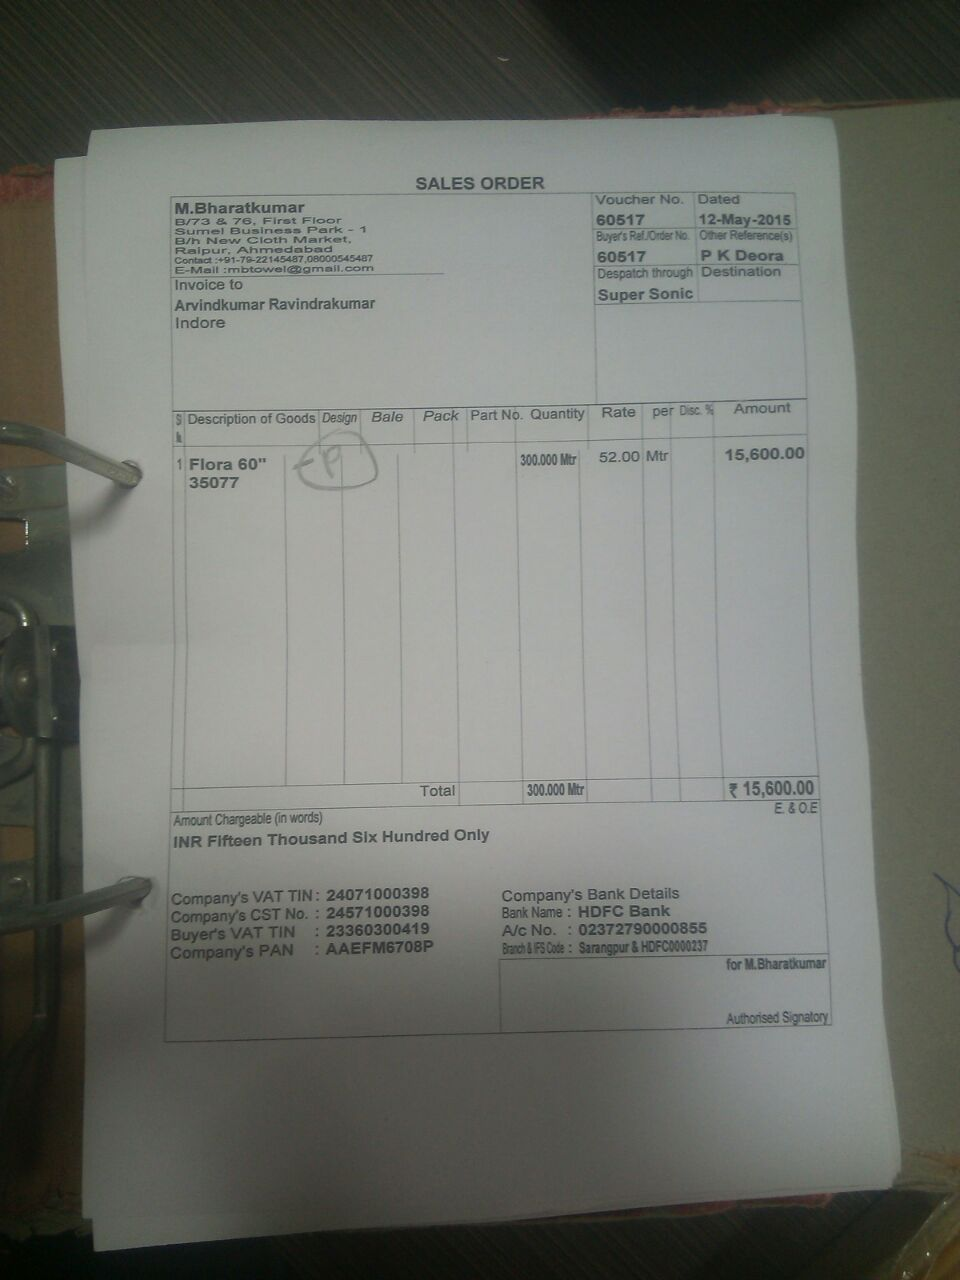 SALES ORDER
M.Bharatkumar
B/73 & 76, First Floor
Sumel Business Park - 1
B/h New Cloth Market,
Raipur, Ahmedabad
Contact :+91-79-22145487,08000545487
E-Mail :mbtowel@gmail.com
Invoice to
Arvindkumar Ravindrakumar
Indore
Voucher No. Dated
60517 12-May-2015
Buyer's Ref./Order No. Other Reference(s)
60517 P K Deora
Despatch through Destination
Super Sonic
Description of Goods Design Bale Pack Part No. Quantity Rate per Disc. % Amount
1 Flora 60" P 300.000 Mtr 52.00 Mtr 15,600.00
35077
Total 300.000 Mtr ₹ 15,600.00
E. & O.E
Amount Chargeable (in words)
INR Fifteen Thousand Six Hundred Only
Company's VAT TIN : 24071000398
Company's CST No. : 24571000398
Buyer's VAT TIN : 23360300419
Company's PAN : AAEFM6708P
Company's Bank Details
Bank Name : HDFC Bank
A/c No. : 02372790000855
Branch & IFS Code : Sarangpur & HDFC0000237
for M.Bharatkumar
Authorised Signatory